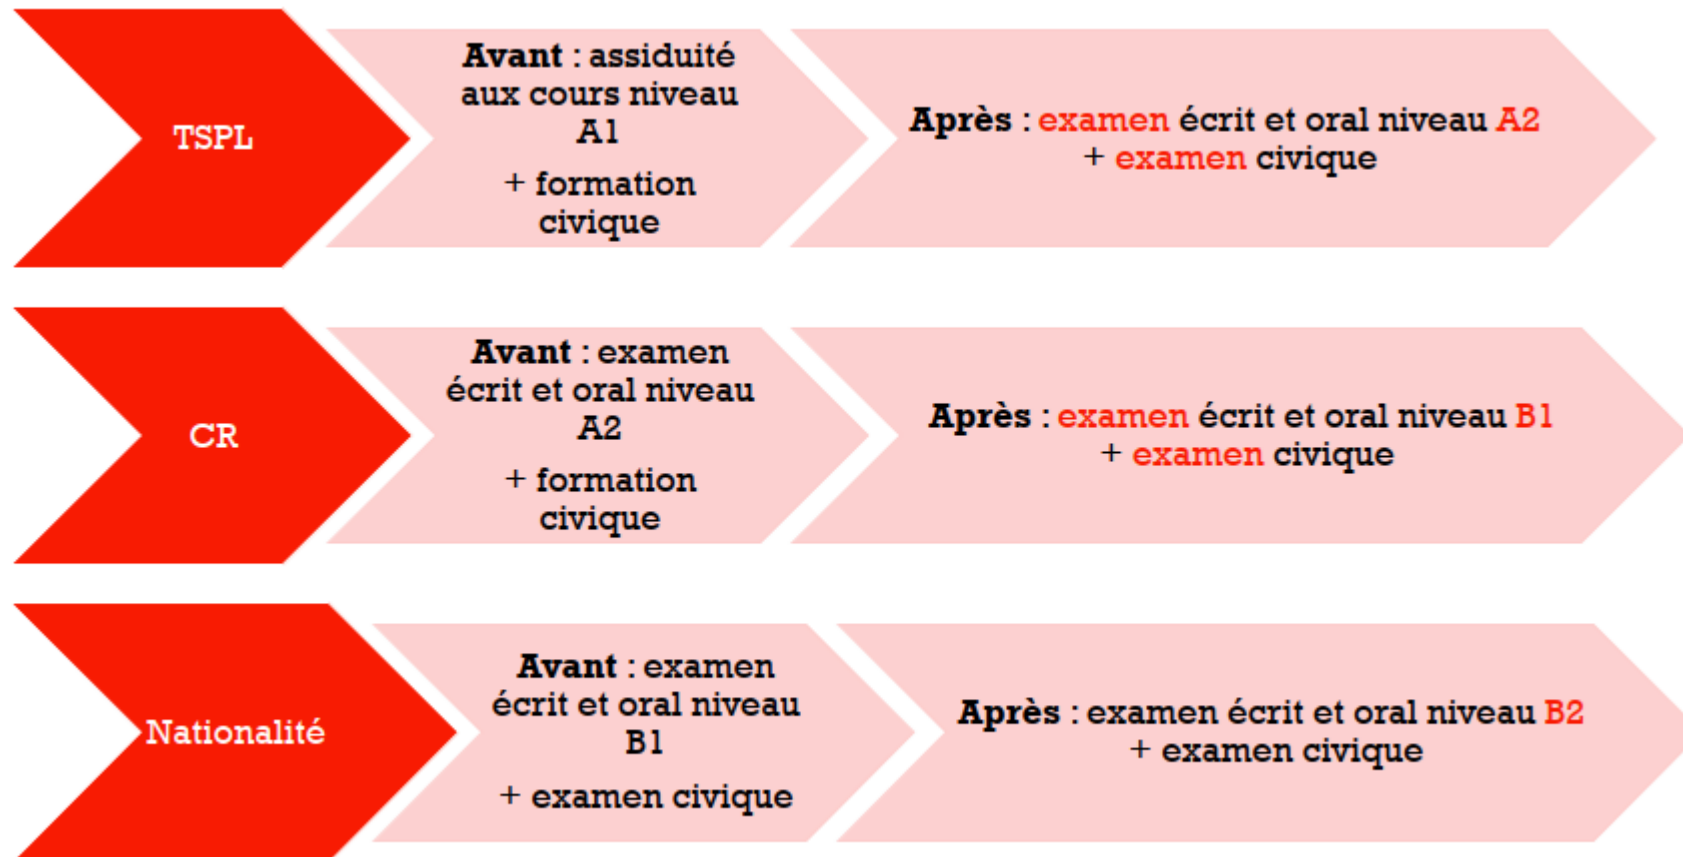 TSPL
Avant : assiduité
aux cours niveau
A1
+ formation
civique
Après : examen écrit et oral niveau A2
+ examen civique
CR
Avant : examen
écrit et oral niveau
A2
+ formation
civique
Après : examen écrit et oral niveau B1
+ examen civique
Nationalité
Avant : examen
écrit et oral niveau
B1
+ examen civique
Après : examen écrit et oral niveau B2
+ examen civique